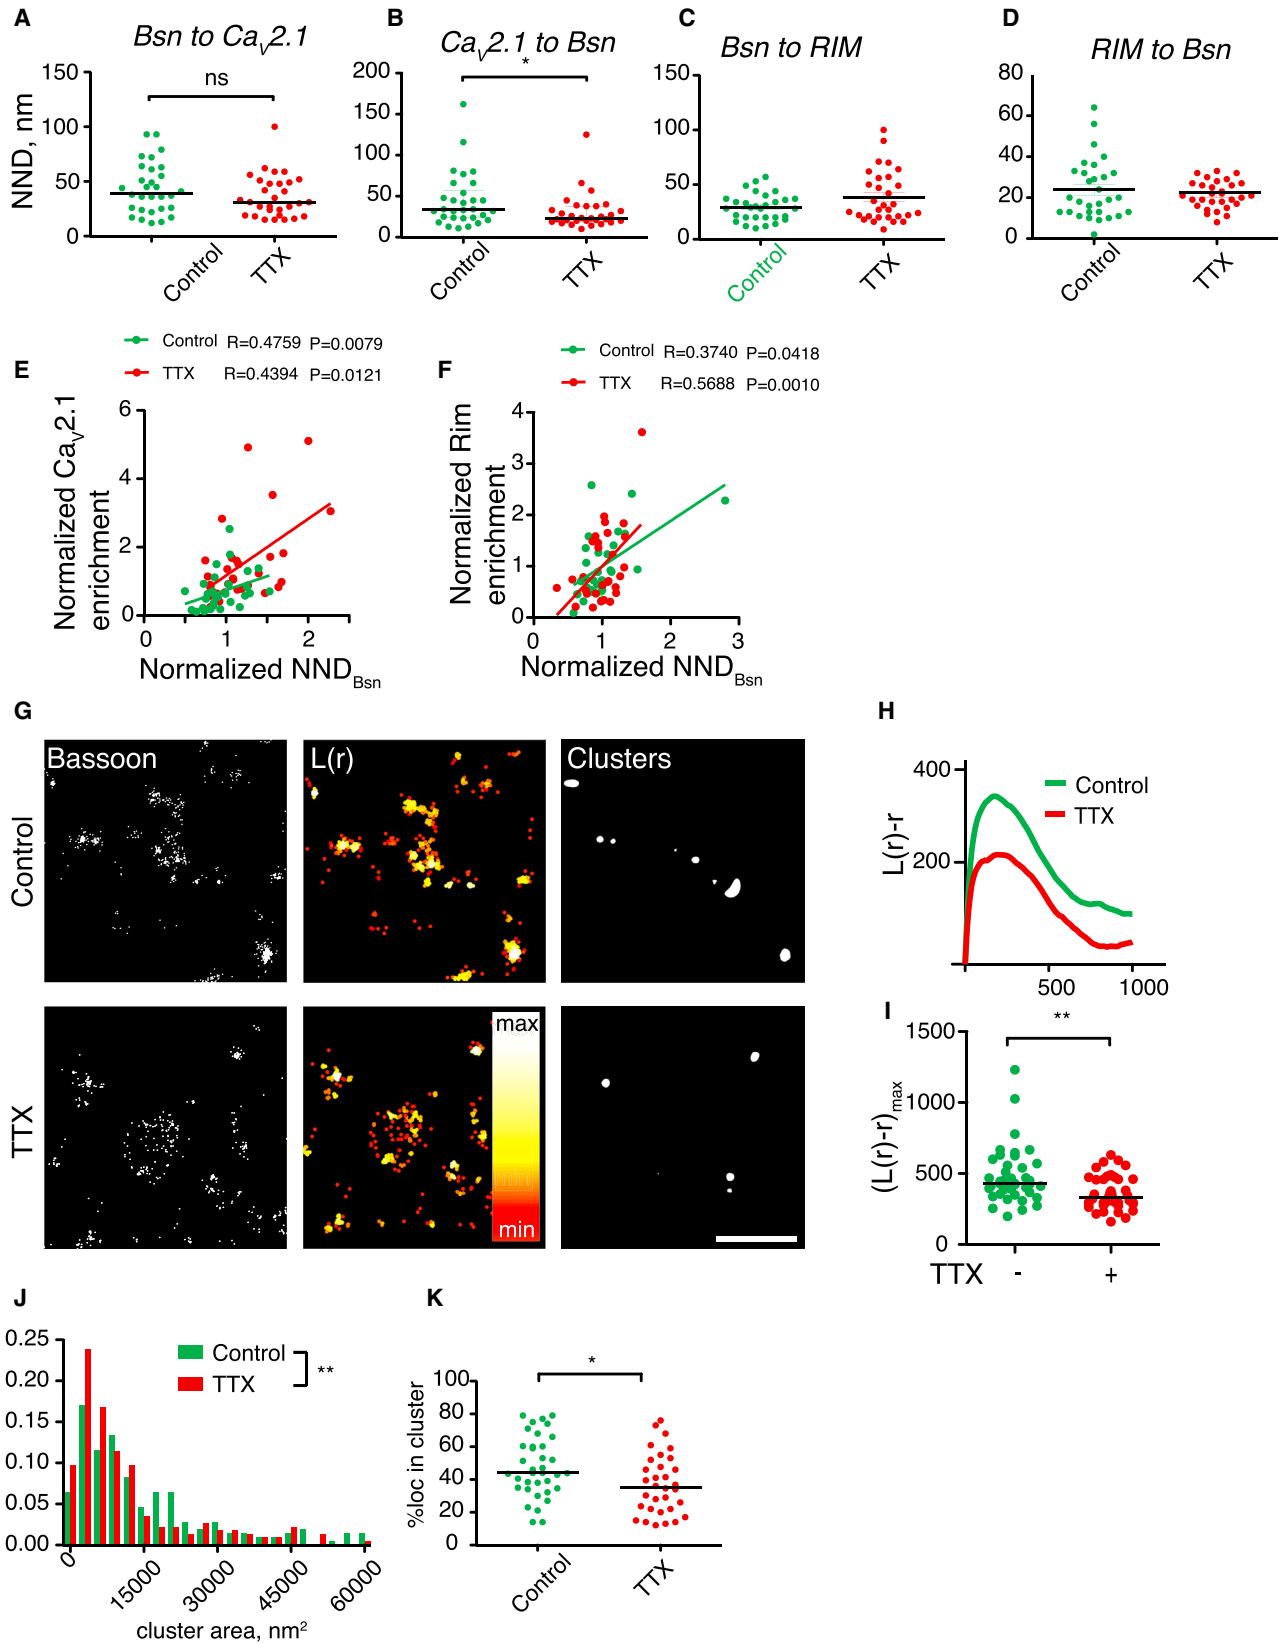 A
B
C
D
Bsn to CaV2.1
CaV2.1 to Bsn
Bsn to RIM
RIM to Bsn
NND, nm
150
100
50
0
ns
Control
TTX
200
150
100
50
0
*
Control
TTX
150
100
50
0
Control
TTX
80
60
40
20
0
Control
TTX
E
Control R=0.4759 P=0.0079
TTX R=0.4394 P=0.0121
Normalized CaV2.1
enrichment
6
4
2
0
0 1 2
Normalized NNDBsn
F
Control R=0.3740 P=0.0418
TTX R=0.5688 P=0.0010
Normalized Rim
enrichment
4
3
2
1
0
0 1 2 3
Normalized NNDBsn
G
Bassoon
L(r)
Clusters
Control
TTX
max
min
H
L(r)-r
400
200
Control
TTX
500 1000
I
(L(r)-r)max
1500
1000
500
0
**
TTX - +
J
0.25
0.20
0.15
0.10
0.05
0.00
Control
TTX
**
0 15000 30000 45000 60000
cluster area, nm²
K
%loc in cluster
100
80
60
40
20
0
*
Control
TTX